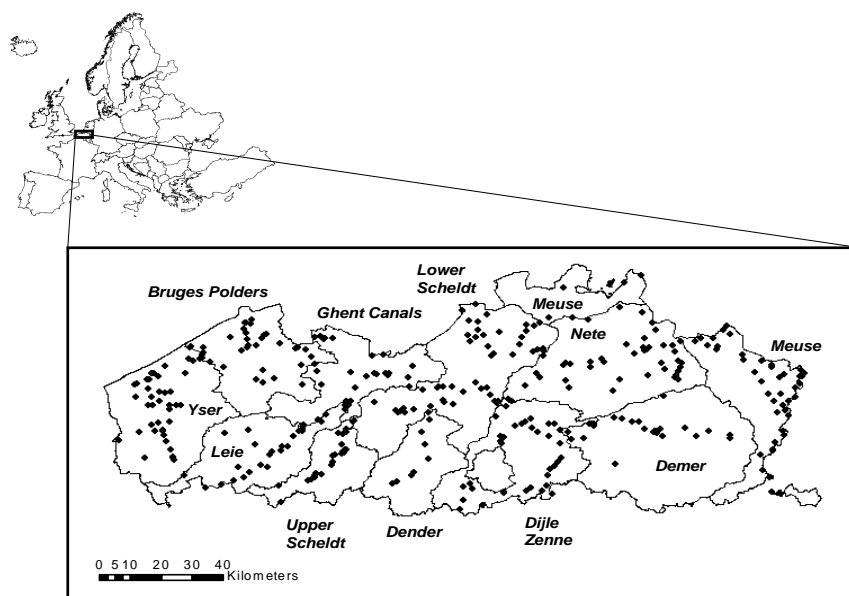 Lower
Scheldt
Bruges Polders
Meuse
Ghent Canals
Nete
Meuse
Yser
Leie
Demer
Upper
Scheldt
Dender
Dijle
Zenne
0 5 10 20 30 40
Kilometers